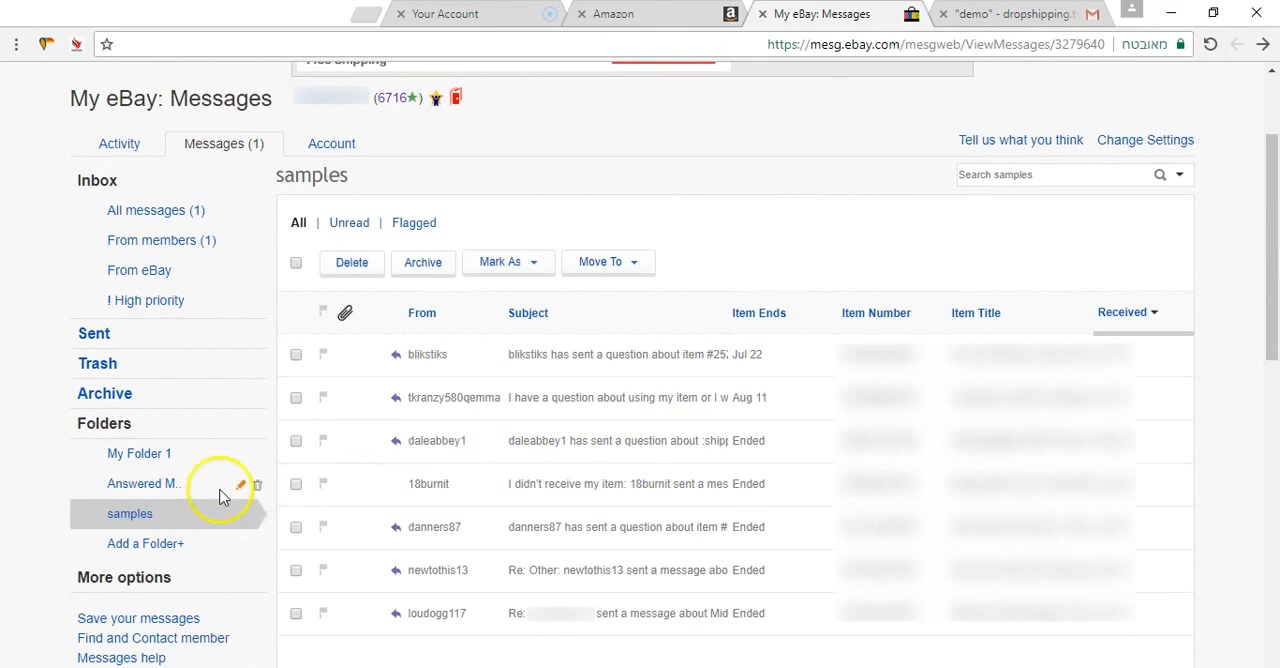 Your Account
Amazon
My eBay: Messages
"demo" - dropshipping.t
https://mesg.ebay.com/mesgweb/ViewMessages/3279640 מאובטח
Free Shipping
My eBay: Messages (6716)
Activity Messages (1) Account
Tell us what you think Change Settings
Inbox
All messages (1)
From members (1)
From eBay
! High priority
Sent
Trash
Archive
Folders
My Folder 1
Answered M..
samples
Add a Folder+
More options
Save your messages
Find and Contact member
Messages help
samples
Search samples
All | Unread | Flagged
Delete Archive Mark As Move To
From Subject Item Ends Item Number Item Title Received
blikstiks blikstiks has sent a question about item #25 Jul 22
tkranzy580qemma I have a question about using my item or I w Aug 11
daleabbey1 daleabbey1 has sent a question about :shipp Ended
18burnit I didn't receive my item: 18burnit sent a mes Ended
danners87 danners87 has sent a question about item # Ended
newtothis13 Re: Other: newtothis13 sent a message abo Ended
loudogg117 Re: sent a message about Mid Ended